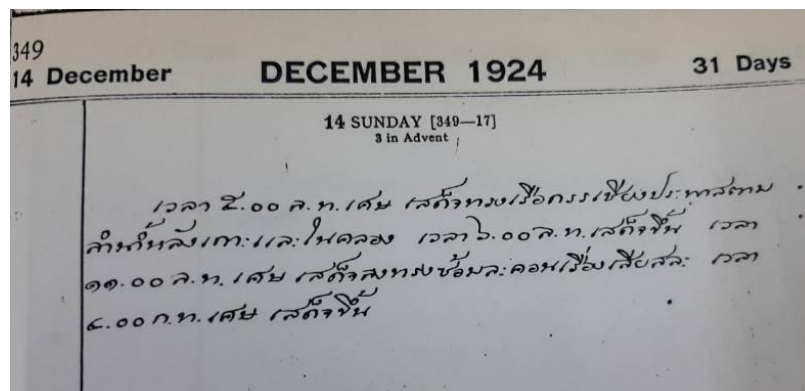 349
14 December
DECEMBER 1924
31 Days
14 SUNDAY [349—17]
3 in Advent
เวลา ๕.๐๐ ล.ท. เศษ เสด็จทรงเรือกรรเชียงประพาสตาม
ลำน้ำหลังเกาะและในคลอง เวลา ๖.๐๐ ล.ท. เสด็จขึ้น เวลา
๑๑.๐๐ ล.ท. เศษ เสด็จลงทรงซ้อมละคอนเรื่องเสียสละ เวลา
๔.๐๐ ก.ท. เศษ เสด็จขึ้น